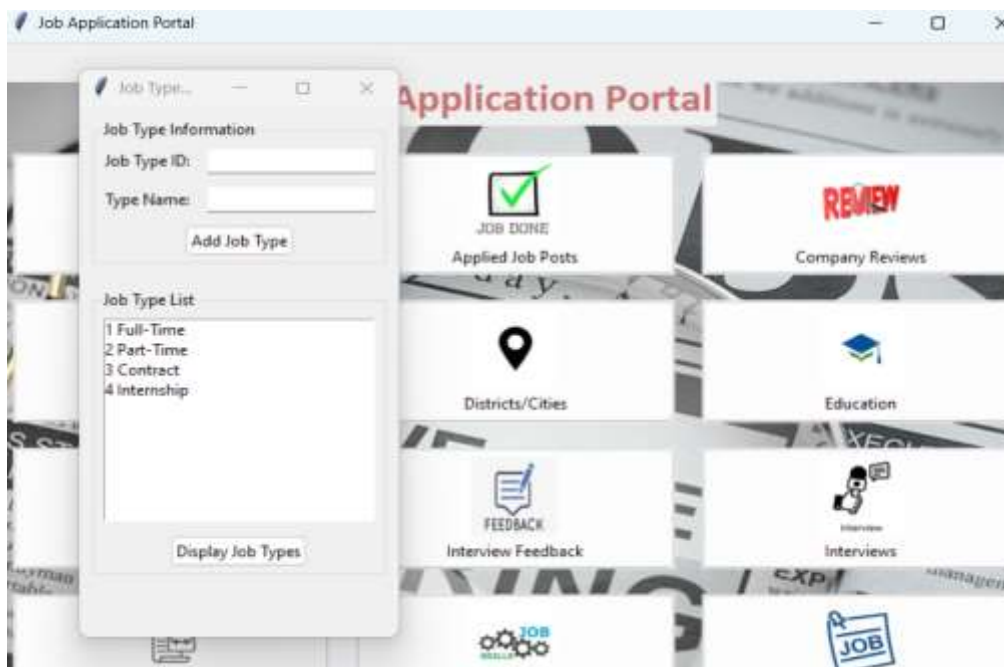 Job Application Portal
Job Type...
Application Portal
Job Type Information
Job Type ID:
Type Name:
Add Job Type
JOB DONE
Applied Job Posts
REVIEW
Company Reviews
Job Type List
1 Full-Time
2 Part-Time
3 Contract
4 Internship
Districts/Cities
Education
FEEDBACK
Interview Feedback
Interview
Interviews
Display Job Types
EXP
JOB
SKILLS
JOB